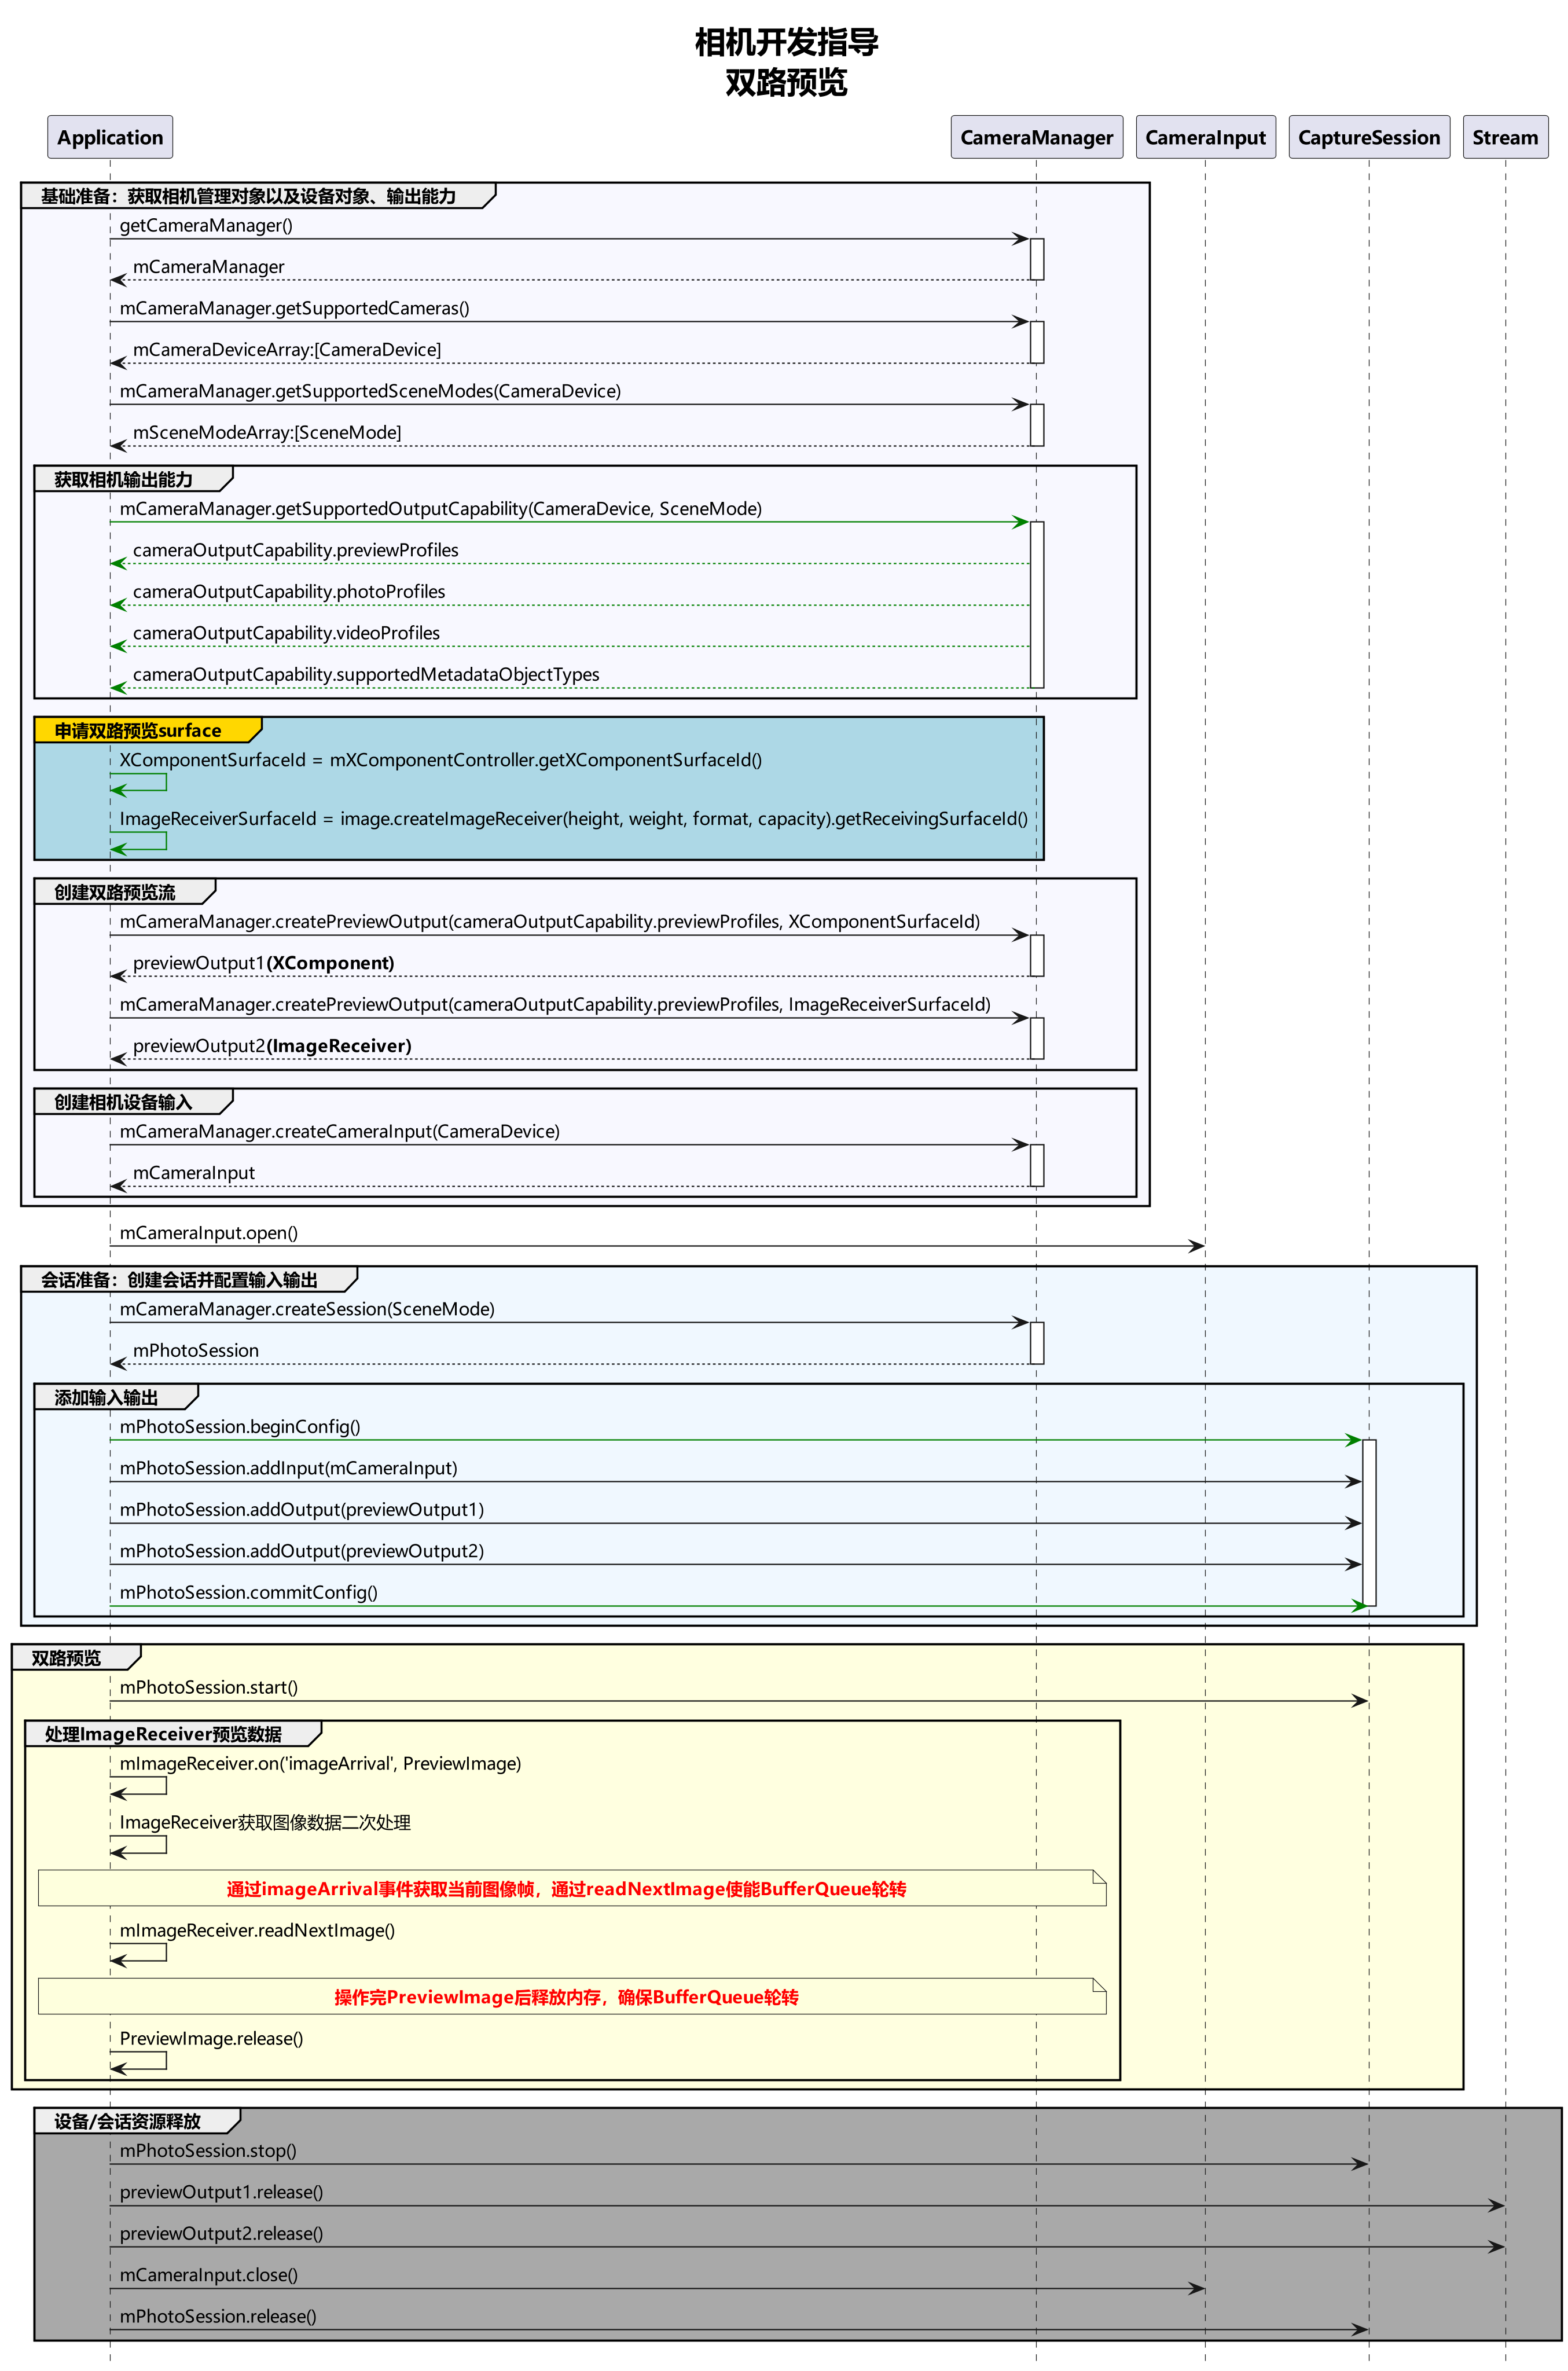 相机开发指导
双路预览
Application
CameraManager
CameraInput
CaptureSession
Stream
基础准备：获取相机管理对象以及设备对象、输出能力
getCameraManager()
mCameraManager
mCameraManager.getSupportedCameras()
mCameraDeviceArray:[CameraDevice]
mCameraManager.getSupportedSceneModes(CameraDevice)
mSceneModeArray:[SceneMode]
获取相机输出能力
mCameraManager.getSupportedOutputCapability(CameraDevice, SceneMode)
cameraOutputCapability.previewProfiles
cameraOutputCapability.photoProfiles
cameraOutputCapability.videoProfiles
cameraOutputCapability.supportedMetadataObjectTypes
申请双路预览surface
XComponentSurfaceId = mXComponentController.getXComponentSurfaceId()
ImageReceiverSurfaceId = image.createImageReceiver(height, weight, format, capacity).getReceivingSurfaceId()
创建双路预览流
mCameraManager.createPreviewOutput(cameraOutputCapability.previewProfiles, XComponentSurfaceId)
previewOutput1(XComponent)
mCameraManager.createPreviewOutput(cameraOutputCapability.previewProfiles, ImageReceiverSurfaceId)
previewOutput2(ImageReceiver)
创建相机设备输入
mCameraManager.createCameraInput(CameraDevice)
mCameraInput
mCameraInput.open()
会话准备：创建会话并配置输入输出
mCameraManager.createSession(SceneMode)
mPhotoSession
添加输入输出
mPhotoSession.beginConfig()
mPhotoSession.addInput(mCameraInput)
mPhotoSession.addOutput(previewOutput1)
mPhotoSession.addOutput(previewOutput2)
mPhotoSession.commitConfig()
双路预览
mPhotoSession.start()
处理ImageReceiver预览数据
mImageReceiver.on('imageArrival', PreviewImage)
ImageReceiver获取图像数据二次处理
通过imageArrival事件获取当前图像帧，通过readNextImage使能BufferQueue轮转
mImageReceiver.readNextImage()
操作完PreviewImage后释放内存，确保BufferQueue轮转
PreviewImage.release()
设备/会话资源释放
mPhotoSession.stop()
previewOutput1.release()
previewOutput2.release()
mCameraInput.close()
mPhotoSession.release()